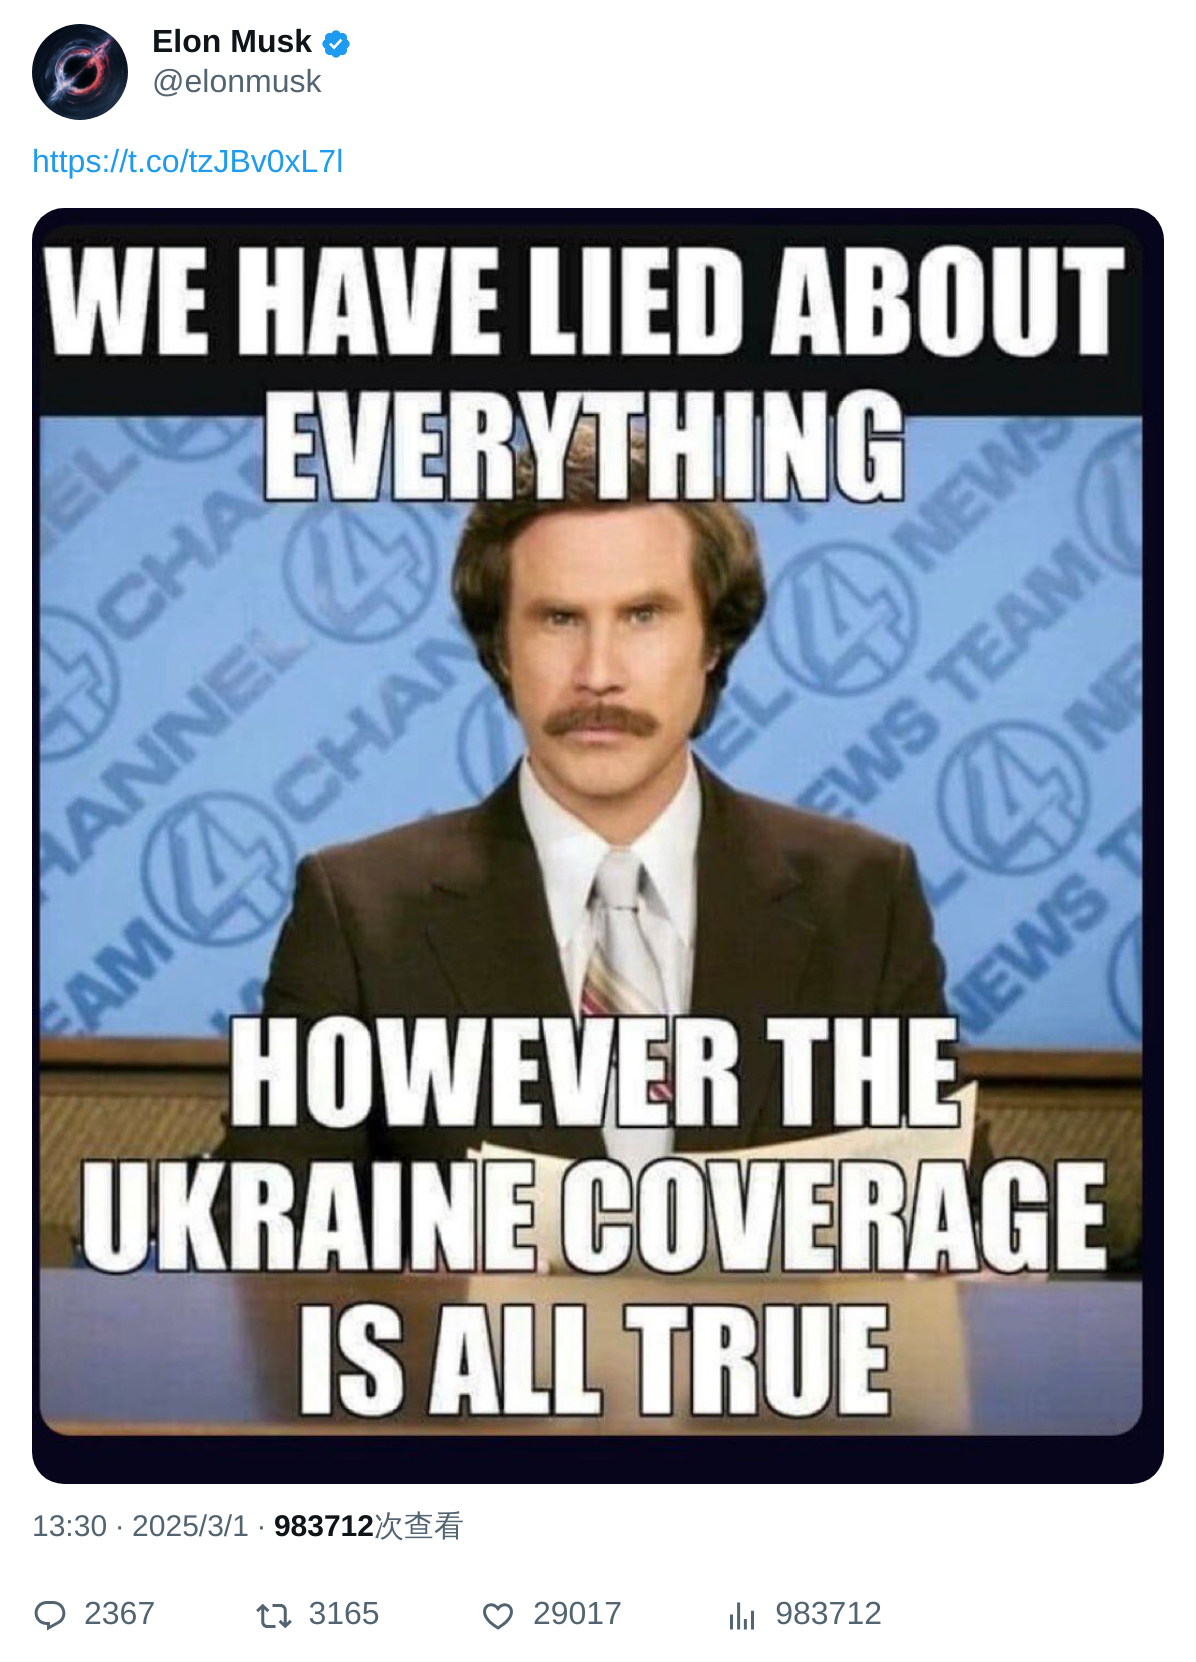 Elon Musk
@elonmusk
https://t.co/tzJBv0xL7l
WE HAVE LIED ABOUT
EVERYTHING
CHANNEL 4 NEWS TEAM
HOWEVER THE
UKRAINE COVERAGE
IS ALL TRUE
13:30 · 2025/3/1 · 983712次查看
2367 3165 29017 983712